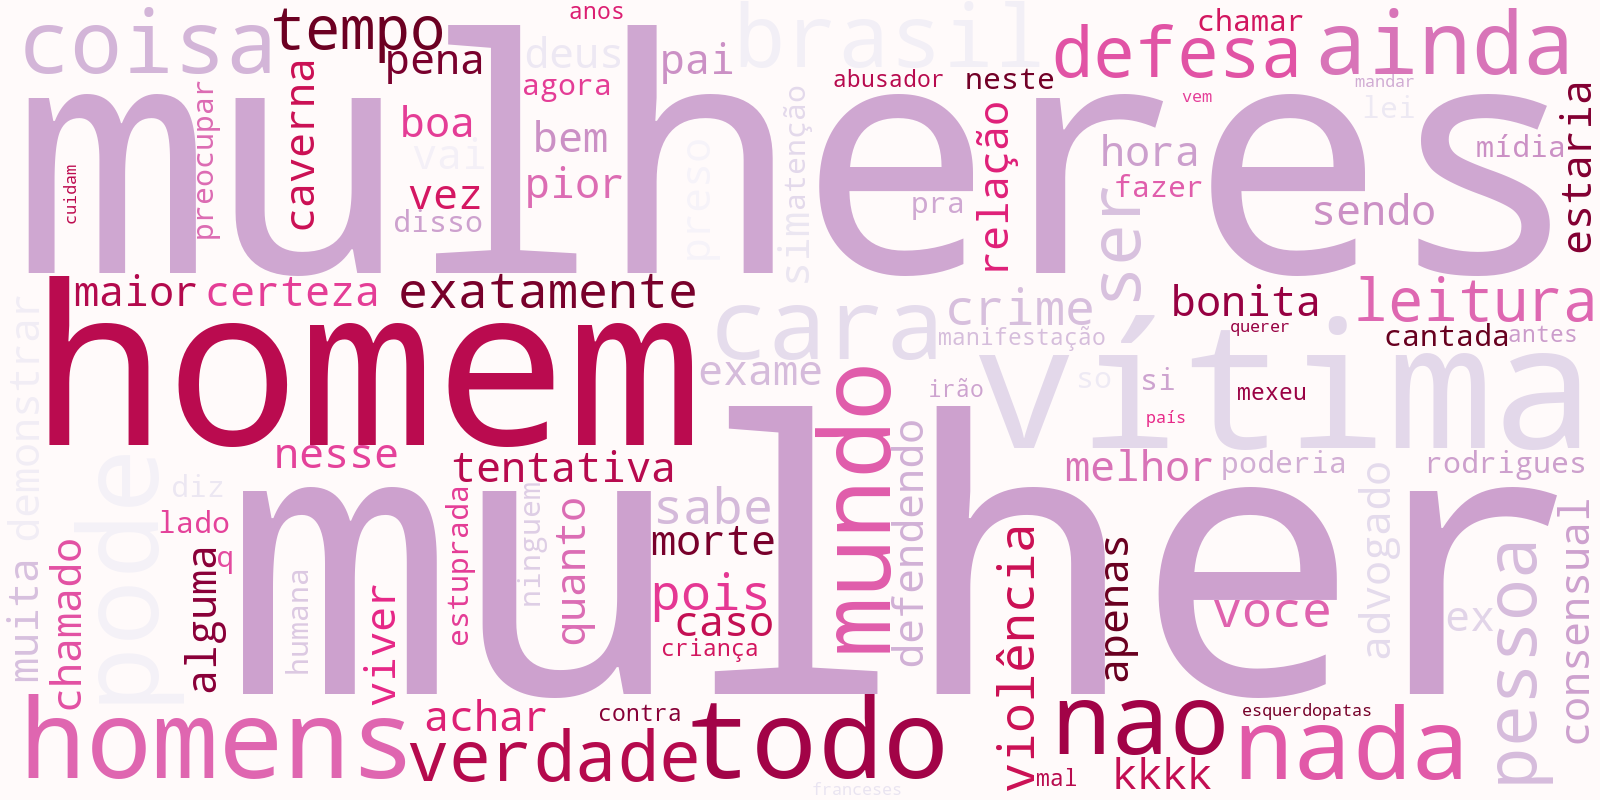 anos
chamar
coisa
tempo
brasil
defesa
ainda
pena
deus
pai
agora
abusador
neste
mandar
vem
lei
mulheres
preocupar
caverna
boa
bem
vai
vez
pior
disso
cuidam
preso
sim
atenção
pra
relação
hora
fazer
ser
sendo
mídia
estaria
maior
certeza
exatamente
homem
cara
crime
manifestação
exame
bonita
querer
leitura
cantada
antes
vítima
irão
so
si
mexeu
país
muita
demonstrar
pode
nesse
tentativa
mundo
defendendo
melhor
poderia
rodrigues
diz
lado
q
alguma
chamado
humana
viver
estuprada
ninguem
quanto
sabe
morte
pois
caso
criança
mulher
violência
apenas
voce
advogado
ex
pessoa
consensual
homens
achar
verdade
contra
todo
franceses
mal
nao
kkkk
esquerdopatas
nada